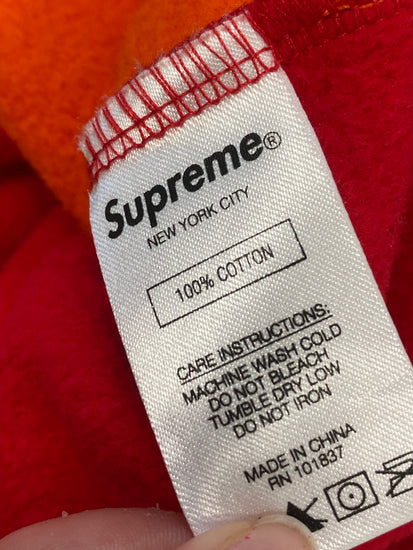 Supreme®
NEW YORK CITY
100% COTTON
CARE INSTRUCTIONS:
MACHINE WASH COLD
DO NOT BLEACH
TUMBLE DRY LOW
DO NOT IRON
MADE IN CHINA
RN 101837